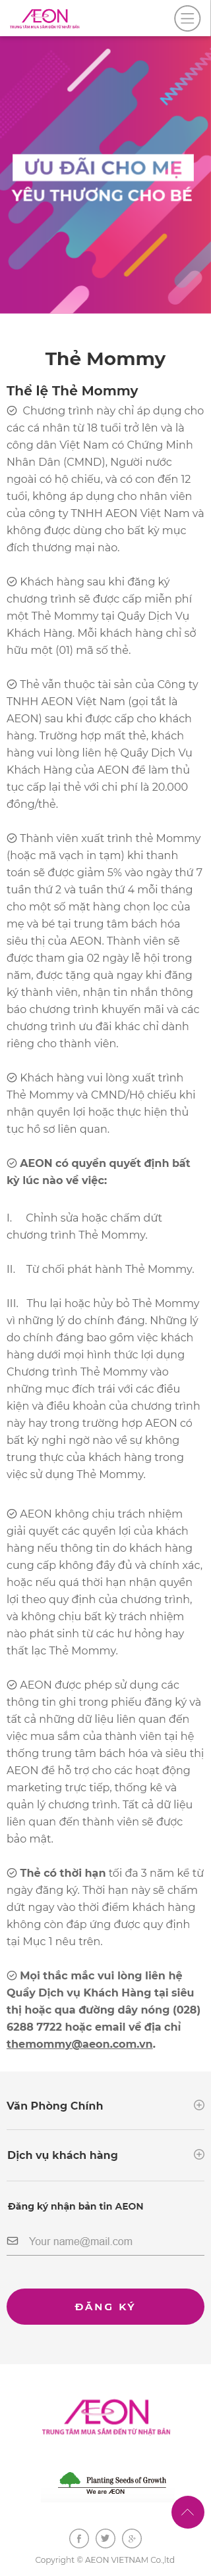 ÆON
TRUNG TÂM MUA SẮM ĐẾN TỪ NHẬT BẢN
ƯU ĐÃI CHO MẸ
YÊU THƯƠNG CHO BÉ
Thẻ Mommy
Thể lệ Thẻ Mommy
Chương trình này chỉ áp dụng cho
các cá nhân từ 18 tuổi trở lên và là
công dân Việt Nam có Chứng Minh
Nhân Dân (CMND), Người nước
ngoài có hộ chiếu, và có con đến 12
tuổi, không áp dụng cho nhân viên
của công ty TNHH AEON Việt Nam và
không được dùng cho bất kỳ mục
đích thương mại nào.
Khách hàng sau khi đăng ký
chương trình sẽ được cấp miễn phí
một Thẻ Mommy tại Quầy Dịch Vụ
Khách Hàng. Mỗi khách hàng chỉ sở
hữu một (01) mã số thẻ.
Thẻ vẫn thuộc tài sản của Công ty
TNHH AEON Việt Nam (gọi tắt là
AEON) sau khi được cấp cho khách
hàng. Trường hợp mất thẻ, khách
hàng vui lòng liên hệ Quầy Dịch Vụ
Khách Hàng của AEON để làm thủ
tục cấp lại thẻ với chi phí là 20.000
đồng/thẻ.
Thành viên xuất trình thẻ Mommy
(hoặc mã vạch in tạm) khi thanh
toán sẽ được giảm 5% vào ngày thứ 7
tuần thứ 2 và tuần thứ 4 mỗi tháng
cho một số mặt hàng chọn lọc của
mẹ và bé tại trung tâm bách hóa
siêu thị của AEON. Thành viên sẽ
được tham gia 02 ngày lễ hội trong
năm, được tặng quà ngay khi đăng
ký thành viên, nhận tin nhắn thông
báo chương trình khuyến mãi và các
chương trình ưu đãi khác chỉ dành
riêng cho thành viên.
Khách hàng vui lòng xuất trình
Thẻ Mommy và CMND/Hộ chiếu khi
nhận quyền lợi hoặc thực hiện thủ
tục hồ sơ liên quan.
AEON có quyền quyết định bất
kỳ lúc nào về việc:
I. Chỉnh sửa hoặc chấm dứt
chương trình Thẻ Mommy.
II. Từ chối phát hành Thẻ Mommy.
III. Thu lại hoặc hủy bỏ Thẻ Mommy
vì những lý do chính đáng. Những lý
do chính đáng bao gồm việc khách
hàng dưới mọi hình thức lợi dụng
Chương trình Thẻ Mommy vào
những mục đích trái với các điều
kiện và điều khoản của chương trình
này hay trong trường hợp AEON có
bất kỳ nghi ngờ nào về sự không
trung thực của khách hàng trong
việc sử dụng Thẻ Mommy.
AEON không chịu trách nhiệm
giải quyết các quyền lợi của khách
hàng nếu thông tin do khách hàng
cung cấp không đầy đủ và chính xác,
hoặc nếu quá thời hạn nhận quyền
lợi theo quy định của chương trình,
và không chịu bất kỳ trách nhiệm
nào phát sinh từ các hư hỏng hay
thất lạc Thẻ Mommy.
AEON được phép sử dụng các
thông tin ghi trong phiếu đăng ký và
tất cả những dữ liệu liên quan đến
việc mua sắm của thành viên tại hệ
thống trung tâm bách hóa và siêu thị
AEON để hỗ trợ cho các hoạt động
marketing trực tiếp, thống kê và
quản lý chương trình. Tất cả dữ liệu
liên quan đến thành viên sẽ được
bảo mật.
Thẻ có thời hạn tối đa 3 năm kể từ
ngày đăng ký. Thời hạn này sẽ chấm
dứt ngay vào thời điểm khách hàng
không còn đáp ứng được quy định
tại Mục 1 nêu trên.
Mọi thắc mắc vui lòng liên hệ
Quầy Dịch vụ Khách Hàng tại siêu
thị hoặc qua đường dây nóng (028)
6288 7722 hoặc email về địa chỉ
themommy@aeon.com.vn.
Văn Phòng Chính
Dịch vụ khách hàng
Đăng ký nhận bản tin AEON
Your name@mail.com
ĐĂNG KÝ
ÆON
TRUNG TÂM MUA SẮM ĐẾN TỪ NHẬT BẢN
Planting Seeds of Growth
We are ÆON
Copyright © AEON VIETNAM Co.,ltd